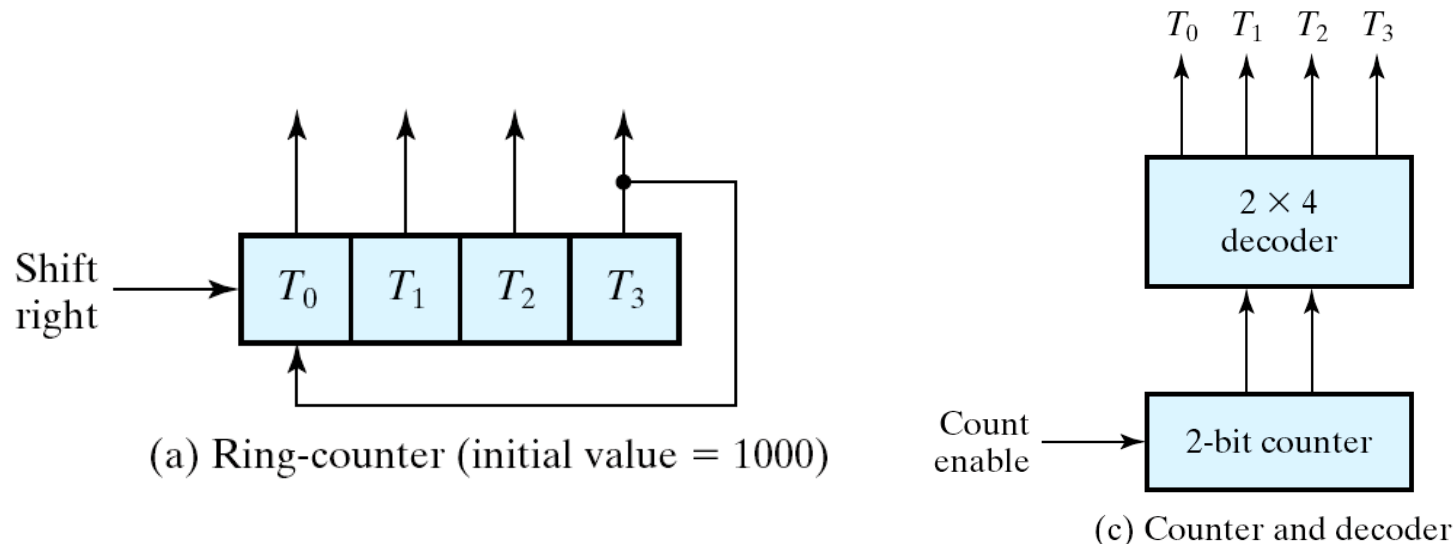 Shift
right
T₀ T₁ T₂ T₃
(a) Ring-counter (initial value = 1000)
T₀ T₁ T₂ T₃
2 × 4
decoder
Count
enable
2-bit counter
(c) Counter and decoder